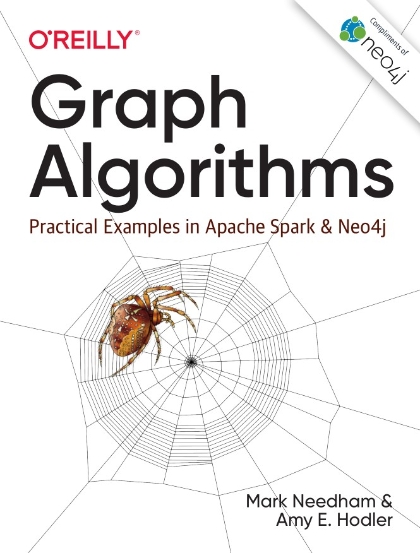 O'REILLY®
Compliments of
neo4j
Graph
Algorithms
Practical Examples in Apache Spark & Neo4j
Mark Needham &
Amy E. Hodler